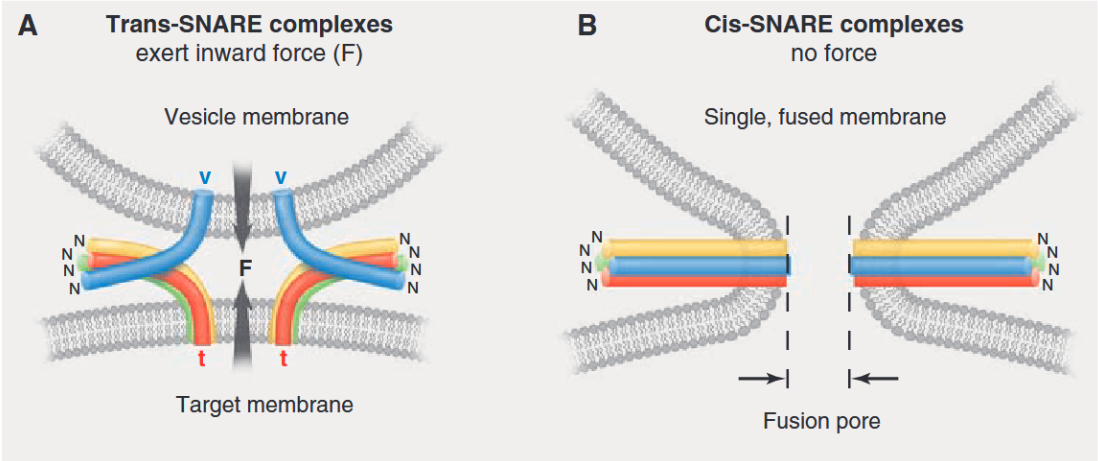 A
Trans-SNARE complexes
exert inward force (F)
Vesicle membrane
v
v
N
N
N
N
N
N
N
N
F
t
t
Target membrane
B
Cis-SNARE complexes
no force
Single, fused membrane
N
N
N
N
N
N
Fusion pore